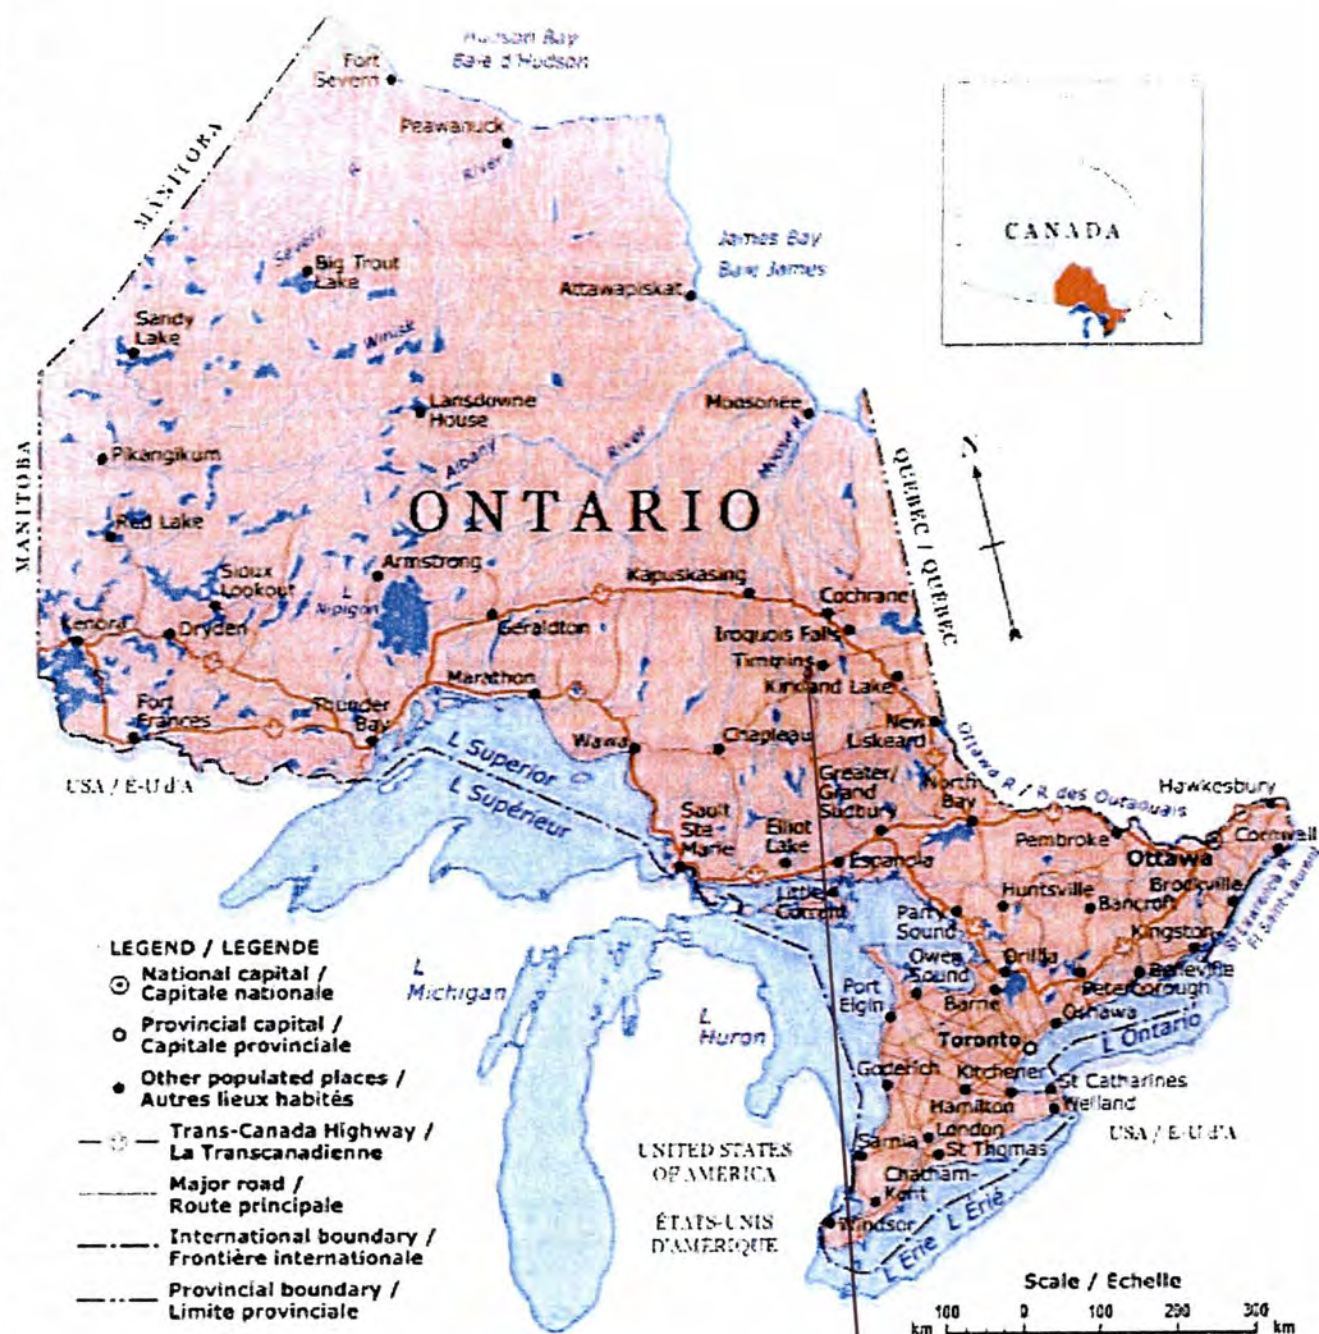 Hudson Bay
Baie d'Hudson
Fort
Severn
Peawanuck
MANITOBA
R
River
Severn
CANADA
James Bay
Baie James
Big Trout
Lake
Attawapiskat
Sandy
Lake
Winisk
Lansdowne
House
Moosonee
Pikangikum
Albany
River
Moose R
MANITOBA
QUEBEC / QUÉBEC
N
ONTARIO
Red Lake
Armstrong
Sioux
Lookout
L
Nipigon
Kapuskasing
Cochrane
Kenora
Dryden
Geraldton
Iroquois Falls
Timmins
Kirkland Lake
Marathon
Fort
Frances
Thunder
Bay
New
Liskeard
Wawa
Chapleau
Ottawa R / R des Outaouais
USA / E-U d'A
L Superior
L Supérieur
Greater/
Grand
Sudbury
North
Bay
Hawkesbury
Sault
Ste
Marie
Elliot
Lake
Pembroke
Cornwall
Ottawa
Espanola
Little
Current
Huntsville
Bancroft
Brockville
Parry
Sound
Kingston
St Lawrence R
Fl Saint-Laurent
LEGEND / LEGENDE
National capital /
Capitale nationale
L
Michigan
Owen
Sound
Orillia
Belleville
Port
Elgin
Barrie
Peterborough
Oshawa
Provincial capital /
Capitale provinciale
L
Huron
Toronto
L Ontario
Other populated places /
Autres lieux habités
Goderich
Kitchener
St Catharines
Hamilton
Welland
Trans-Canada Highway /
La Transcanadienne
UNITED STATES
OF AMERICA
London
Sarnia
St Thomas
USA / E-U d'A
Major road /
Route principale
Chatham-
Kent
ÉTATS-UNIS
D'AMÉRIQUE
Windsor
L Erié
L Erie
International boundary /
Frontière internationale
Provincial boundary /
Limite provinciale
Scale / Echelle
100 0 100 200 300
km km